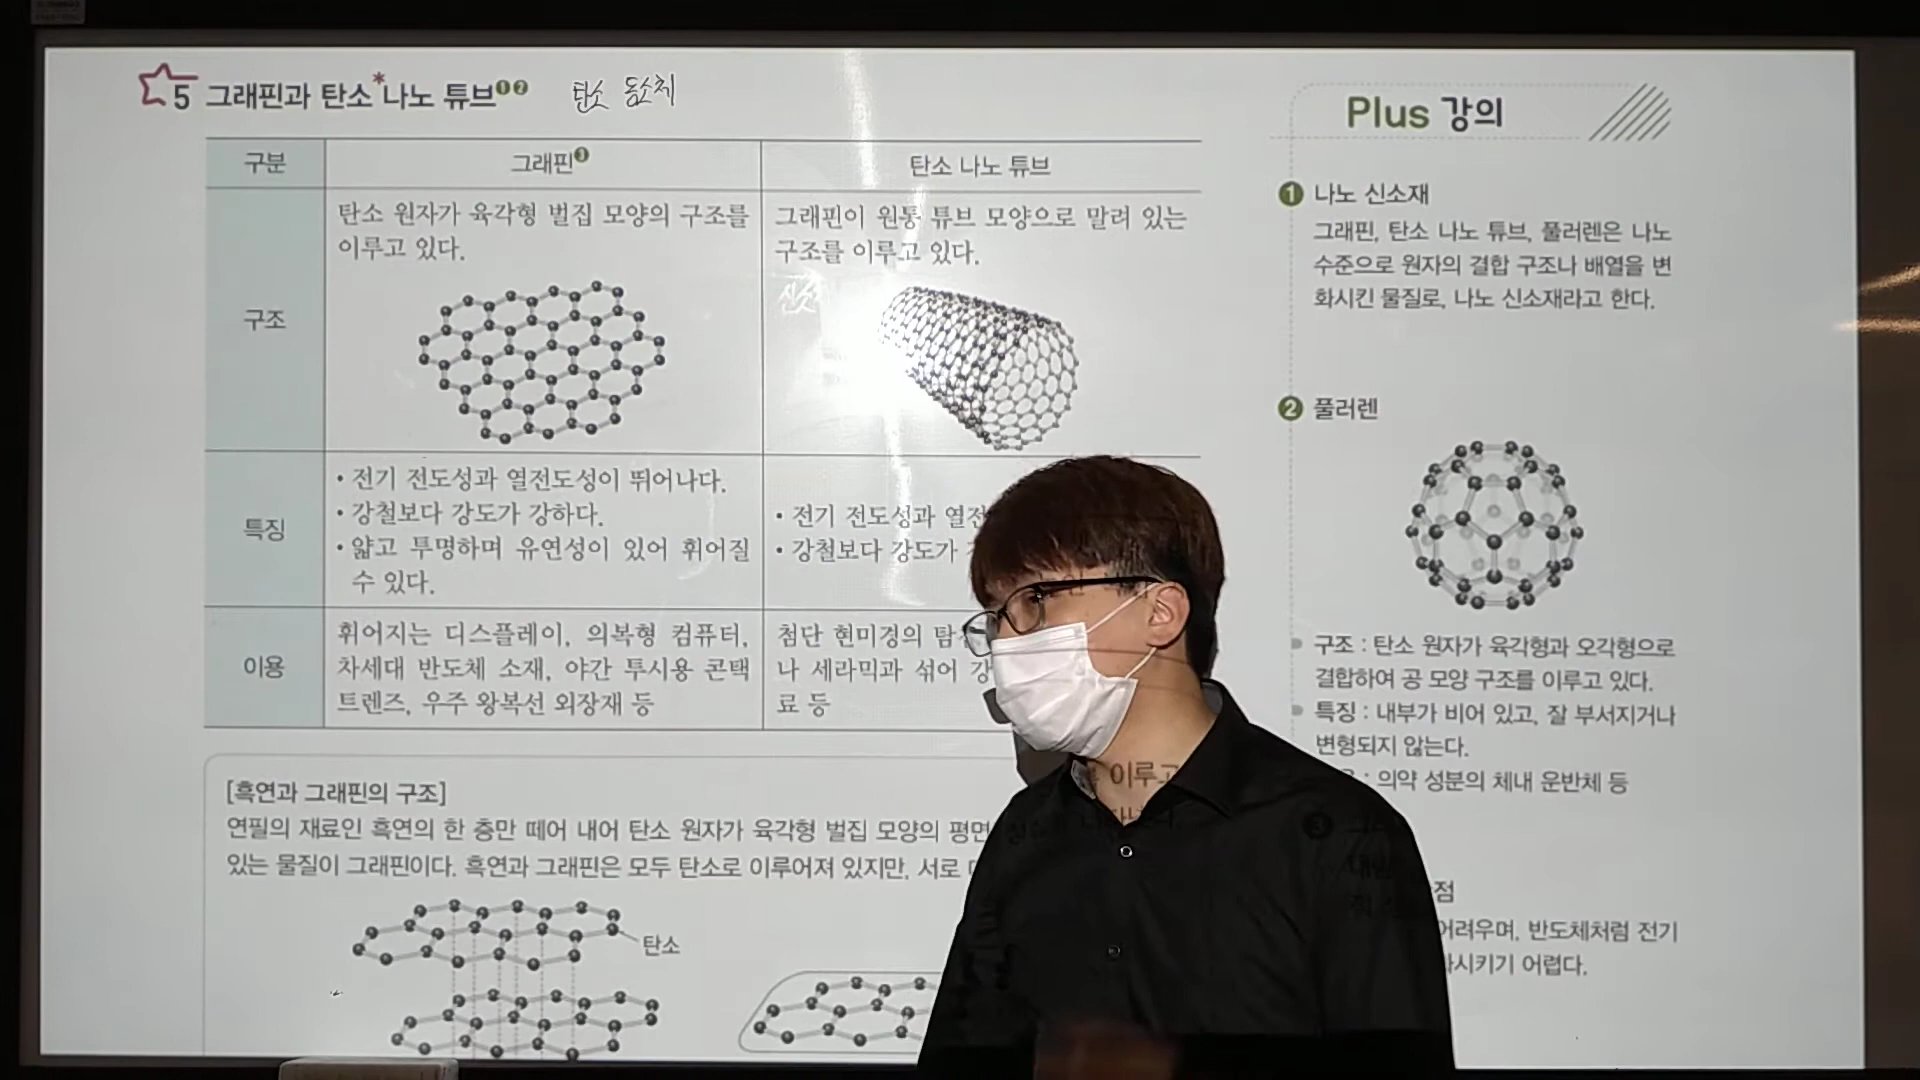 5 그래핀과 탄소*나노 튜브❶❷ 탄소 동소체
구분
그래핀❸
탄소 나노 튜브
구조
탄소 원자가 육각형 벌집 모양의 구조를
이루고 있다.
그래핀이 원통 튜브 모양으로 말려 있는
구조를 이루고 있다.
특징
• 전기 전도성과 열전도성이 뛰어나다.
• 강철보다 강도가 강하다.
• 얇고 투명하며 유연성이 있어 휘어질
수 있다.
• 전기 전도성과 열전
• 강철보다 강도가
이용
휘어지는 디스플레이, 의복형 컴퓨터,
차세대 반도체 소재, 야간 투시용 콘택
트렌즈, 우주 왕복선 외장재 등
첨단 현미경의 탐
나 세라믹과 섞어 강
료 등
[흑연과 그래핀의 구조]
연필의 재료인 흑연의 한 층만 떼어 내어 탄소 원자가 육각형 벌집 모양의 평면
있는 물질이 그래핀이다. 흑연과 그래핀은 모두 탄소로 이루어져 있지만, 서로
탄소
이루고
Plus 강의
❶ 나노 신소재
그래핀, 탄소 나노 튜브, 풀러렌은 나노
수준으로 원자의 결합 구조나 배열을 변
화시킨 물질로, 나노 신소재라고 한다.
❷ 풀러렌
구조 : 탄소 원자가 육각형과 오각형으로
결합하여 공 모양 구조를 이루고 있다.
특징 : 내부가 비어 있고, 잘 부서지거나
변형되지 않는다.
: 의약 성분의 체내 운반체 등
❸
점
어려우며, 반도체처럼 전기
시키기 어렵다.